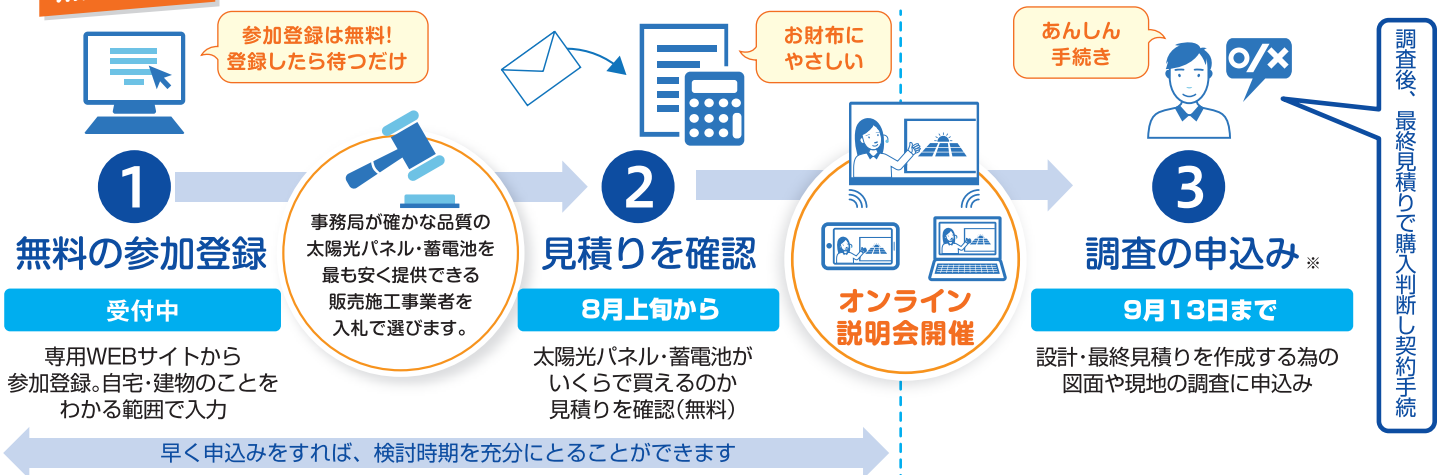 参加登録は無料!
登録したら待つだけ
1
無料の参加登録
受付中
専用WEBサイトから
参加登録。自宅・建物のことを
わかる範囲で入力
事務局が確かな品質の
太陽光パネル・蓄電池を
最も安く提供できる
販売施工事業者を
入札で選びます。
お財布に
やさしい
2
見積りを確認
8月上旬から
太陽光パネル・蓄電池が
いくらで買えるのか
見積りを確認(無料)
オンライン
説明会開催
あんしん
手続き
○/×
3
調査の申込み※
9月13日まで
設計・最終見積りを作成する為の
図面や現地の調査に申込み
調査後、最終見積りで購入判断し契約手続
早く申込みをすれば、検討時期を充分にとることができます